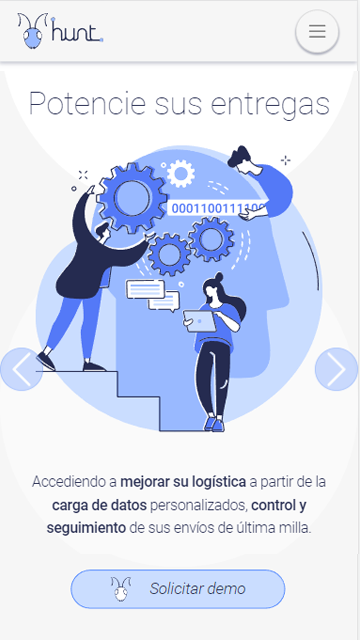 hunt.
Potencie sus entregas
0001100111100
Accediendo a mejorar su logística a partir de la
carga de datos personalizados, control y
seguimiento de sus envíos de última milla.
Solicitar demo